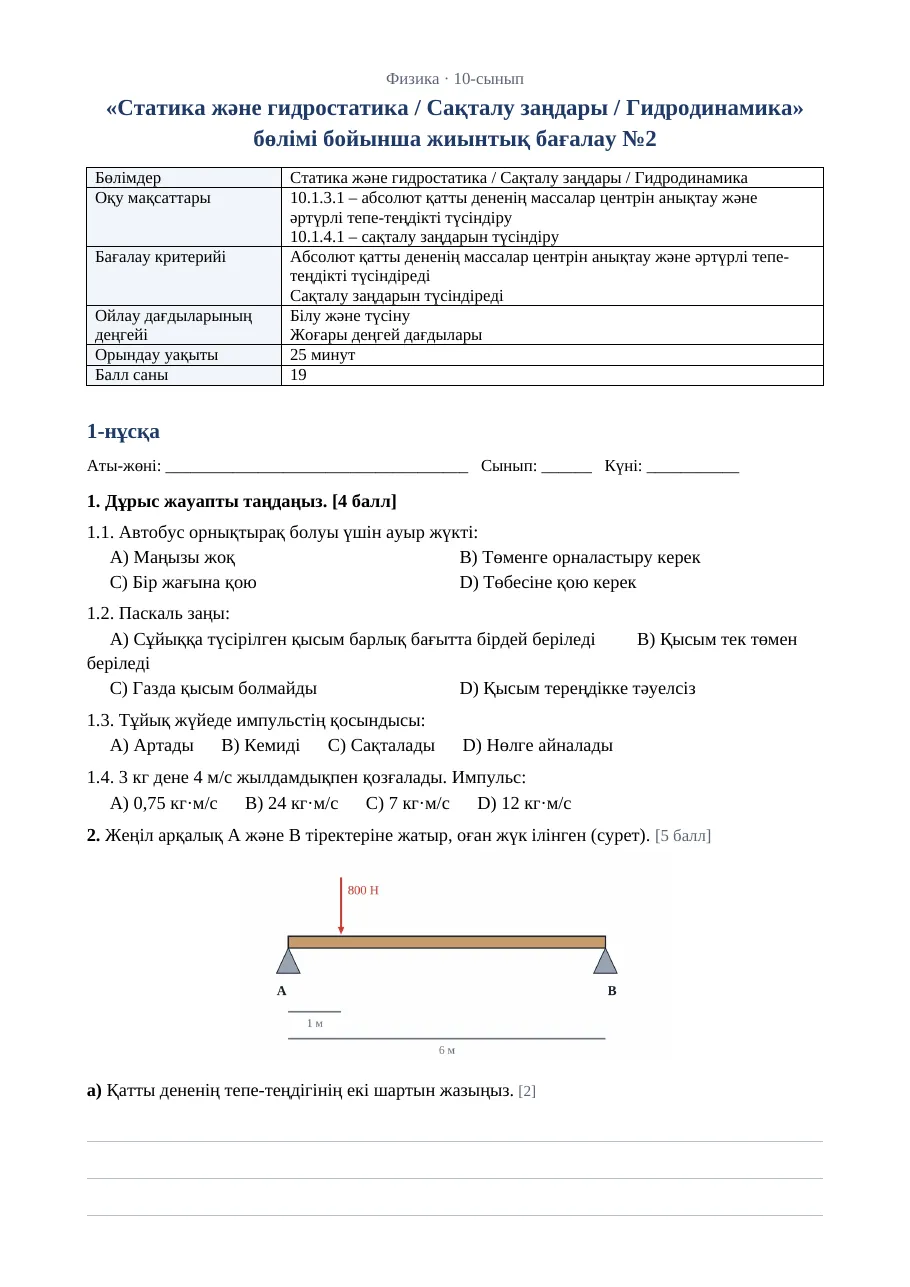 Физика · 10-сынып
«Статика және гидростатика / Сақталу заңдары / Гидродинамика»
бөлімі бойынша жиынтық бағалау №2
Бөлімдер
Статика және гидростатика / Сақталу заңдары / Гидродинамика
Оқу мақсаттары
10.1.3.1 – абсолют қатты дененің массалар центрін анықтау және
әртүрлі тепе-теңдікті түсіндіру
10.1.4.1 – сақталу заңдарын түсіндіру
Бағалау критерийі
Абсолют қатты дененің массалар центрін анықтау және әртүрлі тепе-
теңдікті түсіндіреді
Сақталу заңдарын түсіндіреді
Ойлау дағдыларының
деңгейі
Білу және түсіну
Жоғары деңгей дағдылары
Орындау уақыты
25 минут
Балл саны
19
1-нұсқа
Аты-жөні: ____________________________________ Сынып: ______ Күні: ___________
1. Дұрыс жауапты таңдаңыз. [4 балл]
1.1. Автобус орнықтырақ болуы үшін ауыр жүкті:
A) Маңызы жоқ B) Төменге орналастыру керек
C) Бір жағына қою D) Төбесіне қою керек
1.2. Паскаль заңы:
A) Сұйыққа түсірілген қысым барлық бағытта бірдей беріледі B) Қысым тек төмен
беріледі
C) Газда қысым болмайды D) Қысым тереңдікке тәуелсіз
1.3. Тұйық жүйеде импульстің қосындысы:
A) Артады B) Кемиді C) Сақталады D) Нөлге айналады
1.4. 3 кг дене 4 м/с жылдамдықпен қозғалады. Импульс:
A) 0,75 кг·м/с B) 24 кг·м/с C) 7 кг·м/с D) 12 кг·м/с
2. Жеңіл арқалық A және B тіректеріне жатыр, оған жүк ілінген (сурет). [5 балл]
800 Н
A
B
1 м
6 м
а) Қатты дененің тепе-теңдігінің екі шартын жазыңыз. [2]